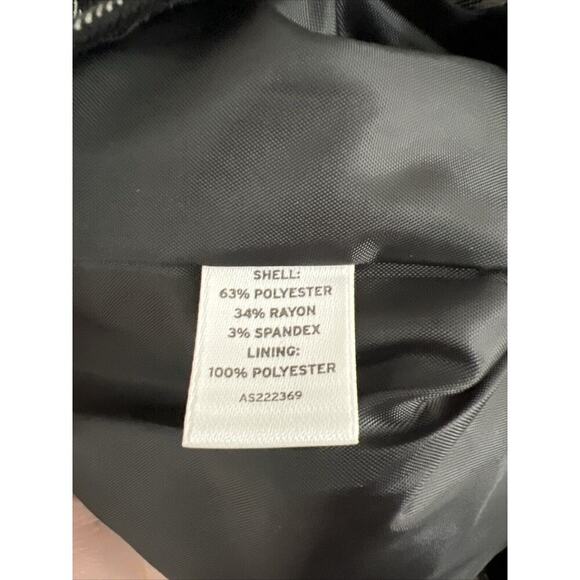 SHELL:
63% POLYESTER
34% RAYON
3% SPANDEX
LINING:
100% POLYESTER
AS222369